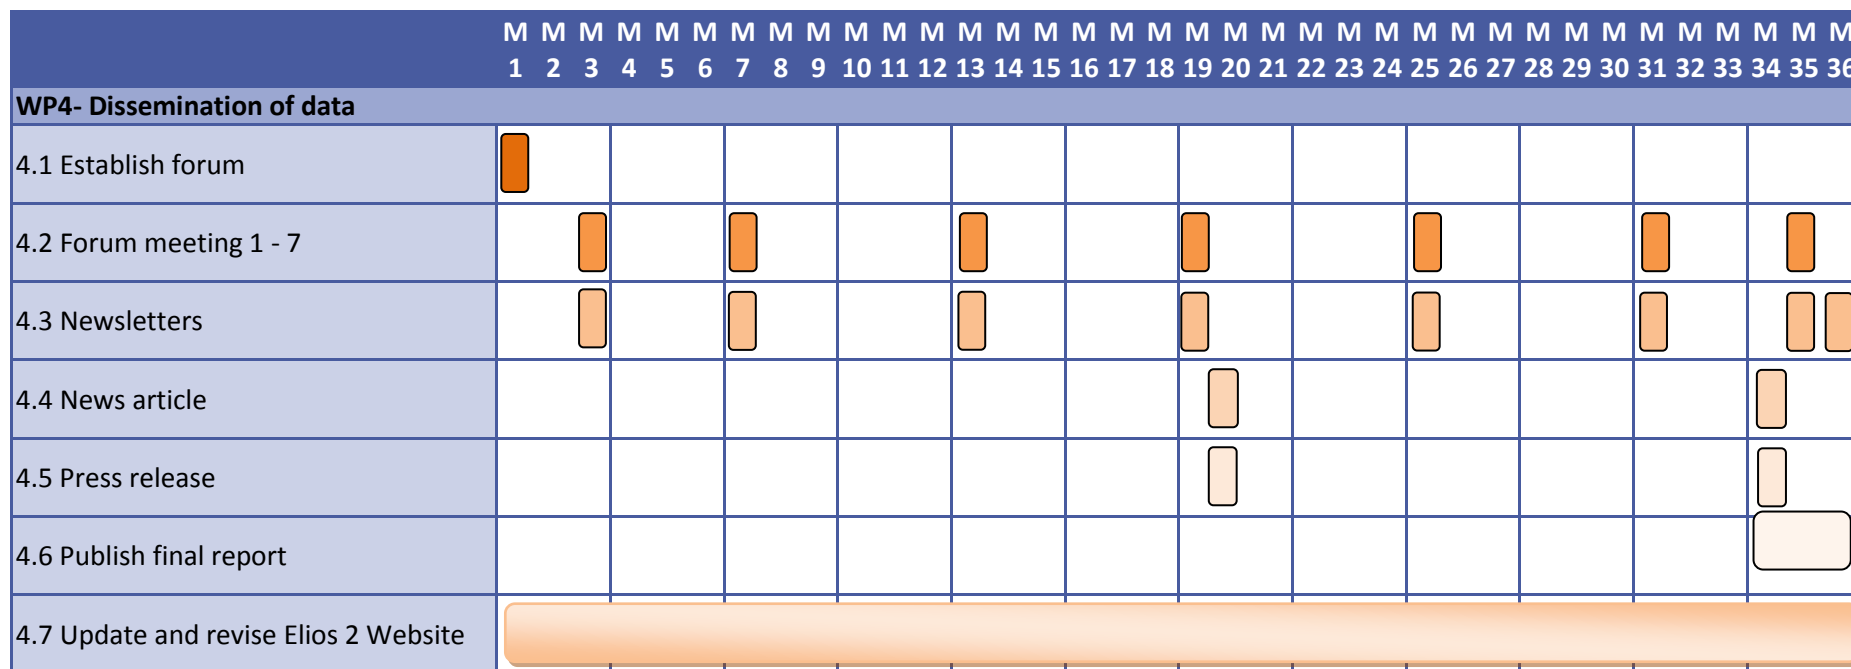 M M M M M M M M M M M M M M M M M M M M M M M M M M M M M M M M M M M M
1 2 3 4 5 6 7 8 9 10 11 12 13 14 15 16 17 18 19 20 21 22 23 24 25 26 27 28 29 30 31 32 33 34 35 36
WP4- Dissemination of data
4.1 Establish forum
4.2 Forum meeting 1 - 7
4.3 Newsletters
4.4 News article
4.5 Press release
4.6 Publish final report
4.7 Update and revise Elios 2 Website